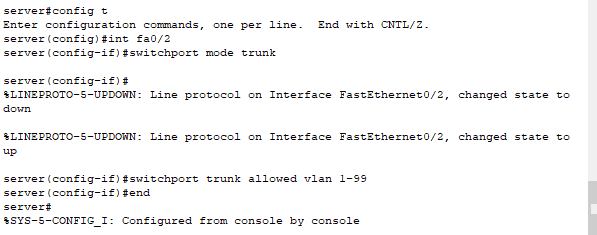 server#config t
Enter configuration commands, one per line.  End with CNTL/Z.
server(config)#int fa0/2
server(config-if)#switchport mode trunk
server(config-if)#
%LINEPROTO-5-UPDOWN: Line protocol on Interface FastEthernet0/2, changed state to
down
%LINEPROTO-5-UPDOWN: Line protocol on Interface FastEthernet0/2, changed state to
up
server(config-if)#switchport trunk allowed vlan 1-99
server(config-if)#end
server#
%SYS-5-CONFIG_I: Configured from console by console